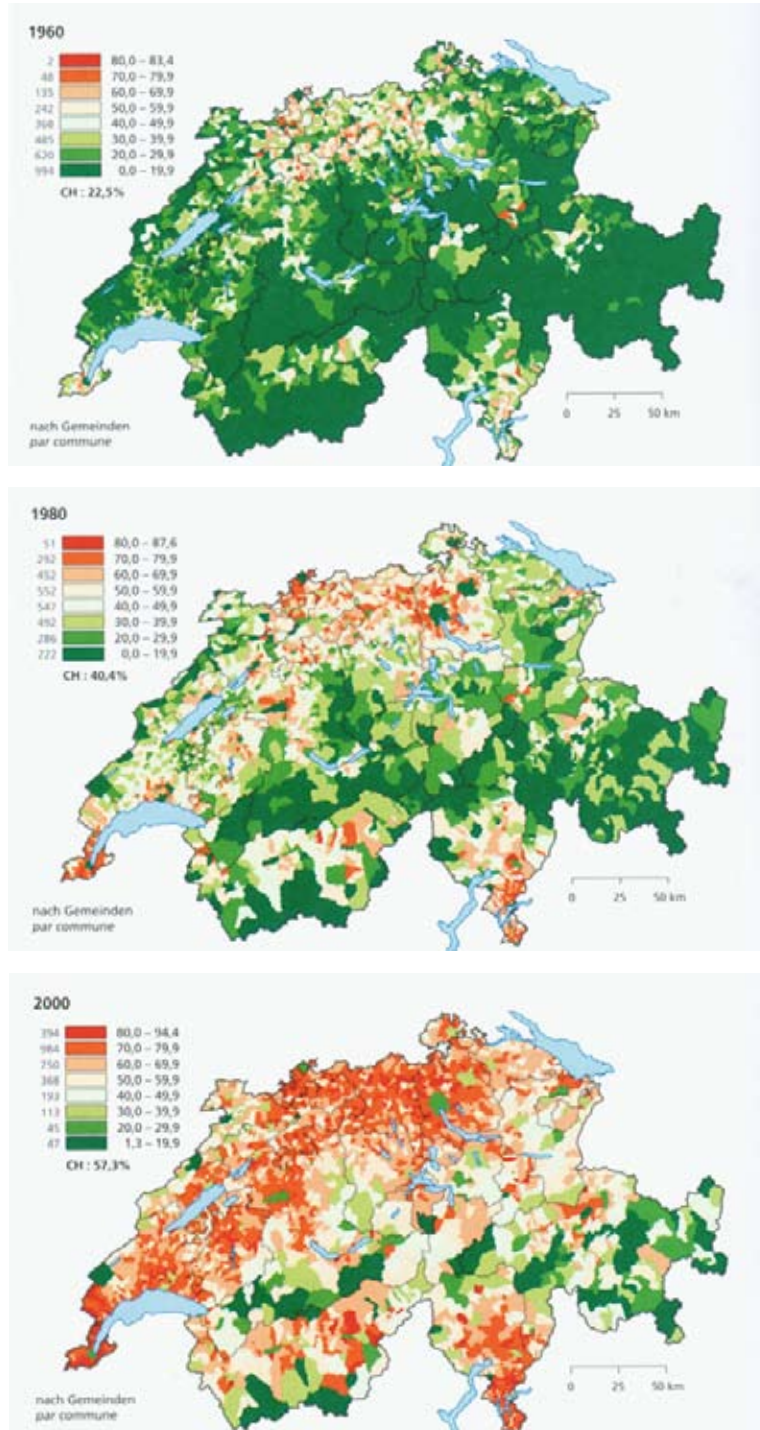 1960
2 80,0 – 83,4
48 70,0 – 79,9
135 60,0 – 69,9
242 50,0 – 59,9
368 40,0 – 49,9
485 30,0 – 39,9
620 20,0 – 29,9
994 0,0 – 19,9
CH : 22,5%
0 25 50 km
nach Gemeinden
par commune
1980
51 80,0 – 87,6
292 70,0 – 79,9
452 60,0 – 69,9
552 50,0 – 59,9
547 40,0 – 49,9
492 30,0 – 39,9
286 20,0 – 29,9
222 0,0 – 19,9
CH : 40,4%
0 25 50 km
nach Gemeinden
par commune
2000
394 80,0 – 94,4
984 70,0 – 79,9
750 60,0 – 69,9
368 50,0 – 59,9
193 40,0 – 49,9
113 30,0 – 39,9
45 20,0 – 29,9
47 1,3 – 19,9
CH : 57,3%
0 25 50 km
nach Gemeinden
par commune